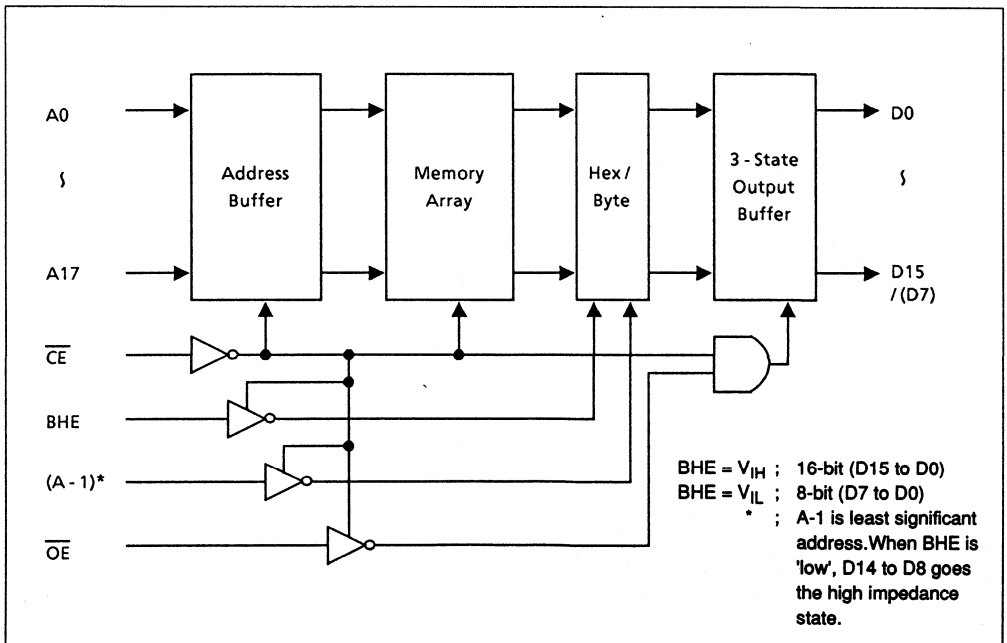 A0
∫
A17
Address
Buffer
Memory
Array
Hex /
Byte
3 - State
Output
Buffer
D0
∫
D15
/ (D7)
C̅E̅
BHE
(A - 1)*
O̅E̅
BHE = VIH ; 16-bit (D15 to D0)
BHE = VIL ; 8-bit (D7 to D0)
* ; A-1 is least significant
address.When BHE is
'low', D14 to D8 goes
the high impedance
state.